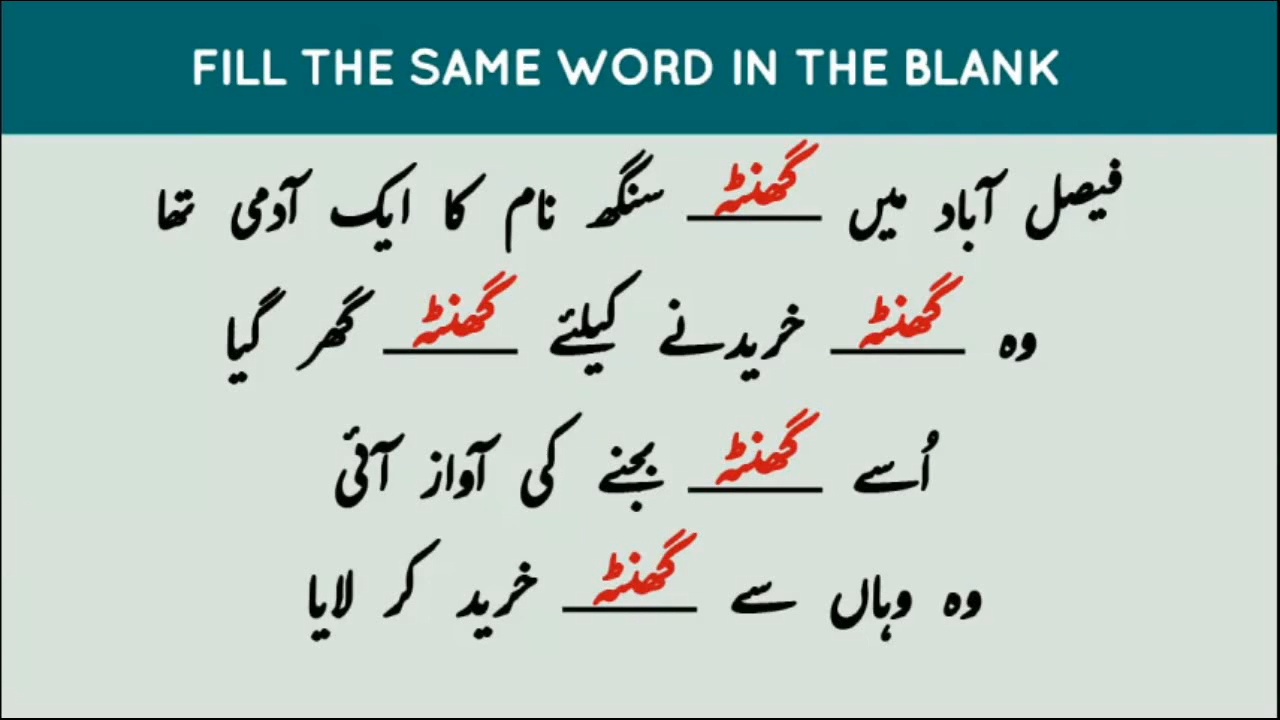 FILL THE SAME WORD IN THE BLANK
فیصل آباد میں گھنٹہ سنگھ نام کا ایک آدمی تھا
وہ گھنٹہ خریدنے کیلئے گھنٹہ گھر گیا
اُسے گھنٹہ بجنے کی آواز آئی
وہ وہاں سے گھنٹہ خرید کر لایا